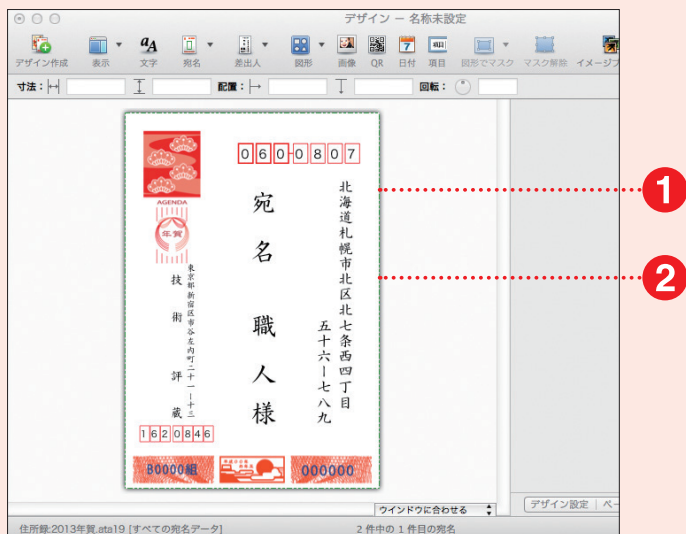 デザイン − 名称未設定
デザイン作成 表示 文字 宛名 差出人 図形 画像 QR 日付 項目 図形でマスク マスク解除 イメージフ
寸法： 配置： 回転：
060-0807
北海道札幌市北区北七条西四丁目
五十六ー七八九
宛名職人様
AGENDA
年賀
東京都新宿区市谷左内町二十一ー十三
技術評蔵
1620846
B0000組
000000
1
2
ウインドウに合わせる
デザイン設定 | ペー
住所録:2013年賀.ata19 [すべての宛名データ]
2 件中の 1 件目の宛名